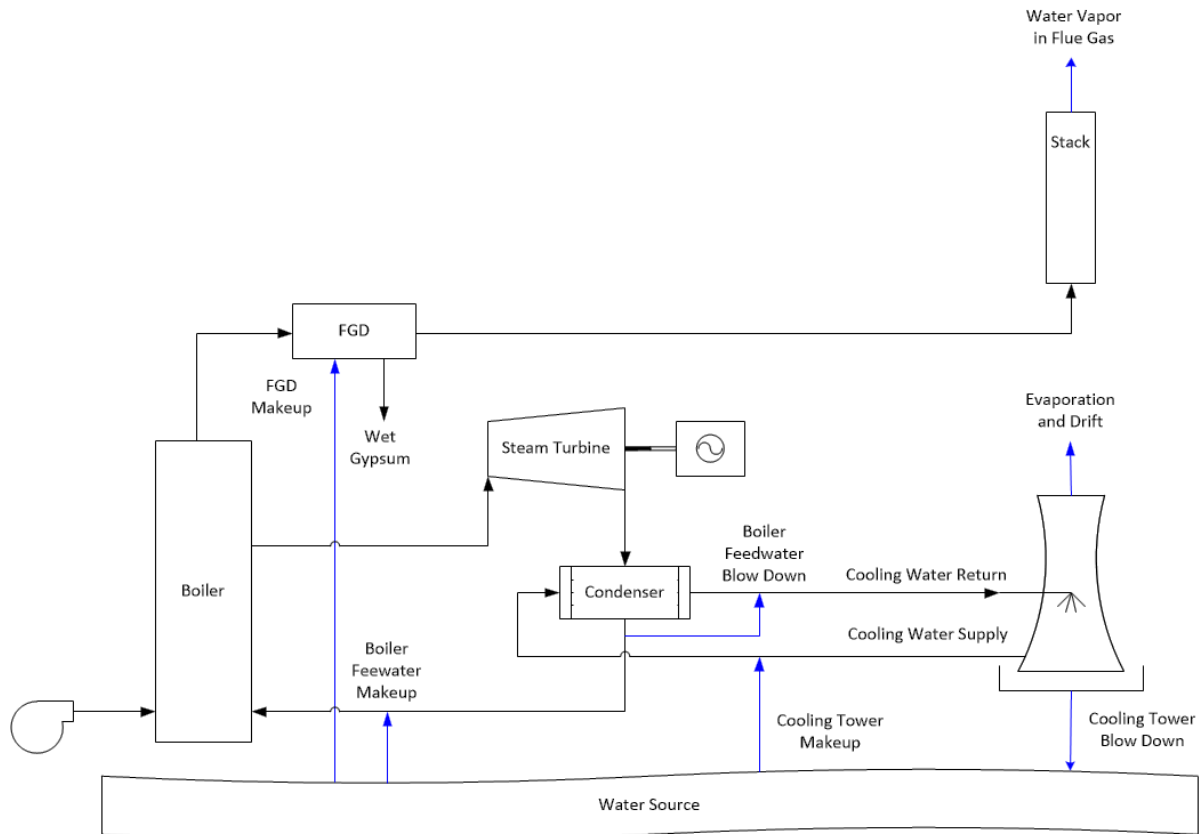 Water Vapor
in Flue Gas
Stack
FGD
FGD
Makeup
Wet
Gypsum
Steam Turbine
Evaporation
and Drift
Boiler
Feedwater
Blow Down
Boiler
Condenser
Cooling Water Return
Cooling Water Supply
Boiler
Feewater
Makeup
Cooling Tower
Makeup
Cooling Tower
Blow Down
Water Source